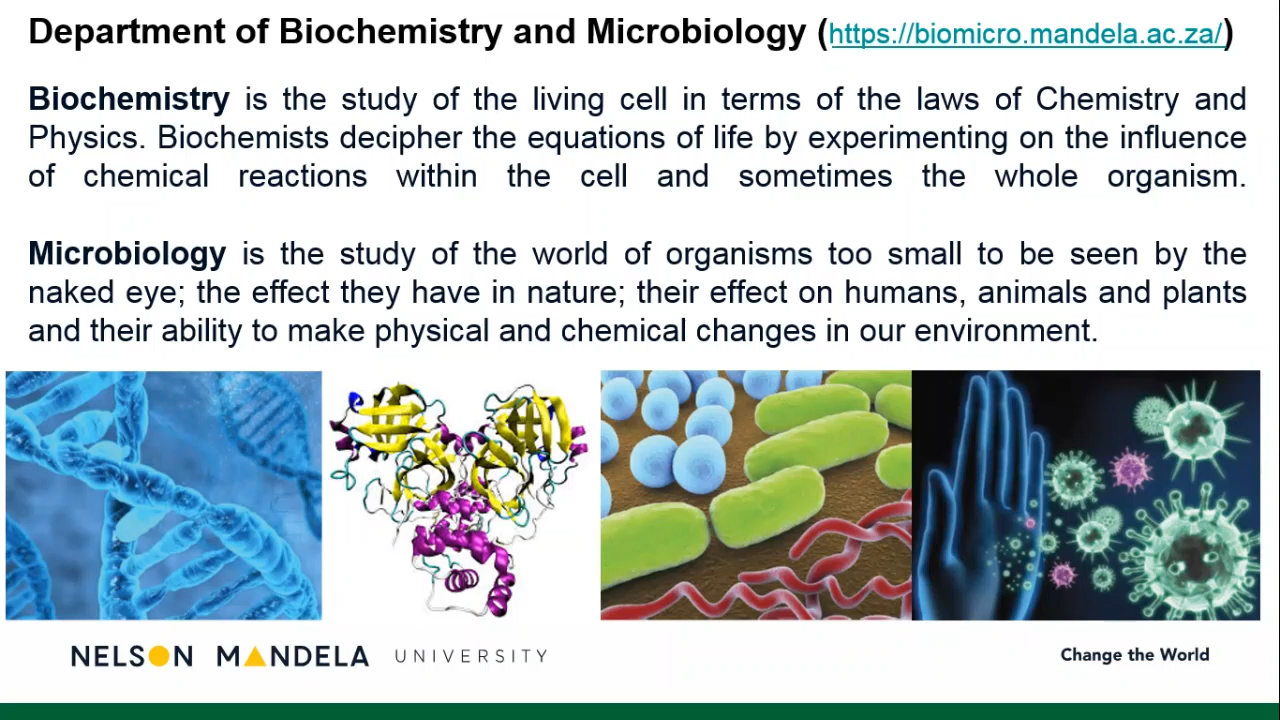 Department of Biochemistry and Microbiology (https://biomicro.mandela.ac.za/)
Biochemistry is the study of the living cell in terms of the laws of Chemistry and
Physics. Biochemists decipher the equations of life by experimenting on the influence
of chemical reactions within the cell and sometimes the whole organism.
Microbiology is the study of the world of organisms too small to be seen by the
naked eye; the effect they have in nature; their effect on humans, animals and plants
and their ability to make physical and chemical changes in our environment.
NELSON MANDELA UNIVERSITY
Change the World